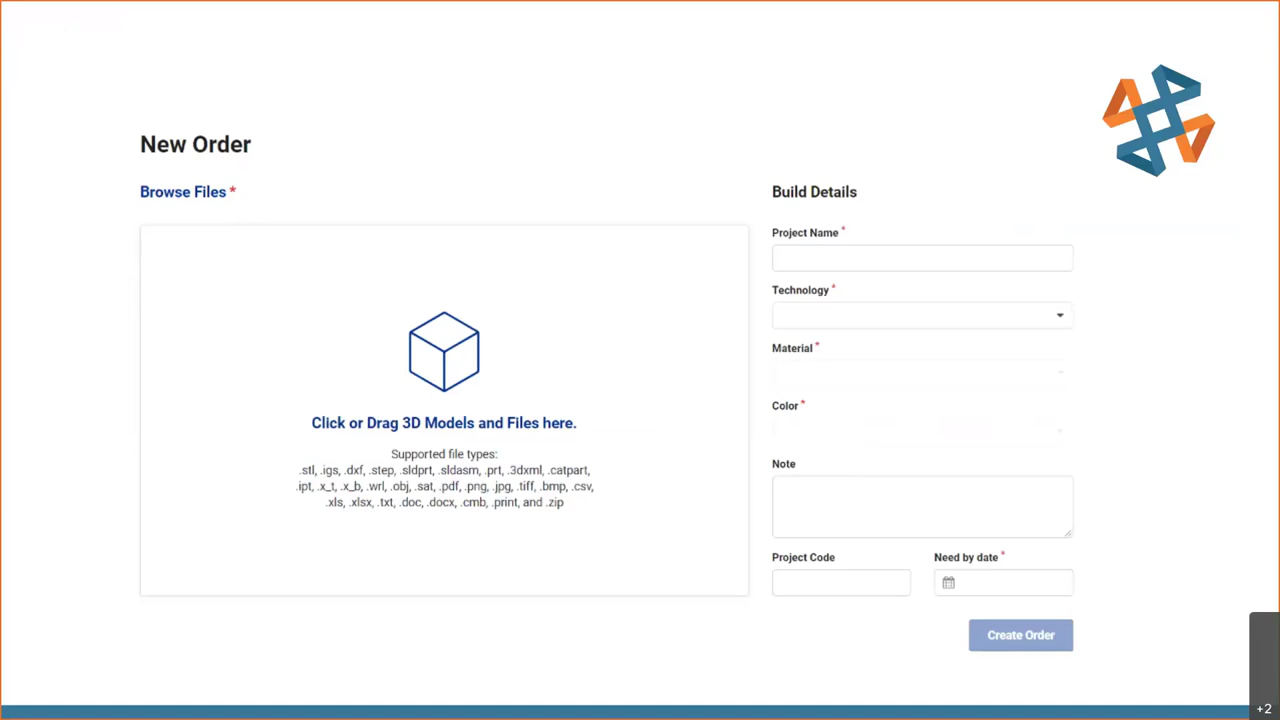 New Order
Browse Files *
Click or Drag 3D Models and Files here.
Supported file types:
.stl, .igs, .dxf, .step, .sldprt, .sldasm, .prt, .3dxml, .catpart,
.ipt, .x_t, .x_b, .wrl, .obj, .sat, .pdf, .png, .jpg, .tiff, .bmp, .csv,
.xls, .xlsx, .txt, .doc, .docx, .cmb, .print, and .zip
Build Details
Project Name *
Technology *
Material *
Color *
Note
Project Code
Need by date *
Create Order
+2